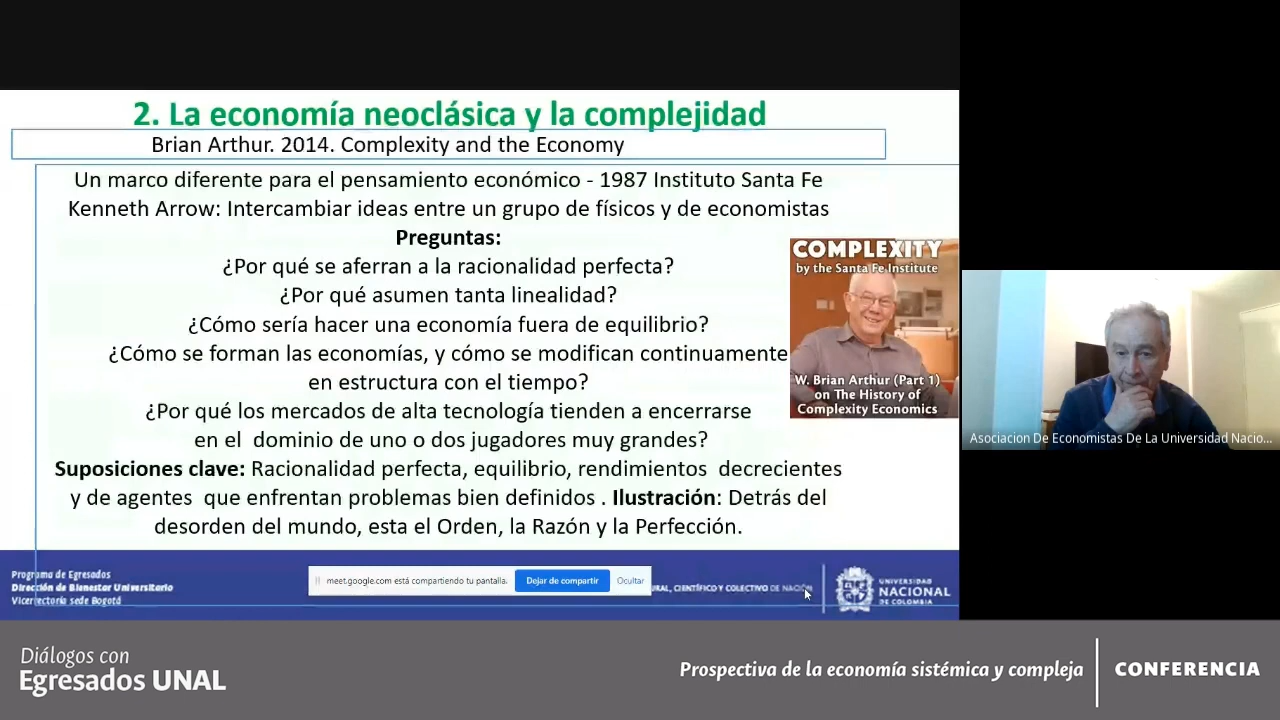 2. La economía neoclásica y la complejidad
Brian Arthur. 2014. Complexity and the Economy
Un marco diferente para el pensamiento económico - 1987 Instituto Santa Fe
Kenneth Arrow: Intercambiar ideas entre un grupo de físicos y de economistas
Preguntas:
¿Por qué se aferran a la racionalidad perfecta?
¿Por qué asumen tanta linealidad?
¿Cómo sería hacer una economía fuera de equilibrio?
¿Cómo se forman las economías, y cómo se modifican continuamente
en estructura con el tiempo?
¿Por qué los mercados de alta tecnología tienden a encerrarse
en el dominio de uno o dos jugadores muy grandes?
Suposiciones clave: Racionalidad perfecta, equilibrio, rendimientos decrecientes
y de agentes que enfrentan problemas bien definidos . Ilustración: Detrás del
desorden del mundo, esta el Orden, la Razón y la Perfección.
COMPLEXITY
by the Santa Fe Institute
W. Brian Arthur (Part 1)
on The History of
Complexity Economics
Asociacion De Economistas De La Universidad Nacio...
Programa de Egresados
Dirección de Bienestar Universitario
Vicerrectoría sede Bogotá
meet.google.com está compartiendo tu pantalla.
Dejar de compartir
Ocultar
CIENTÍFICO Y COLECTIVO DE NACIÓN
UNIVERSIDAD
NACIONAL
DE COLOMBIA
Diálogos con
Egresados UNAL
Prospectiva de la economía sistémica y compleja
CONFERENCIA